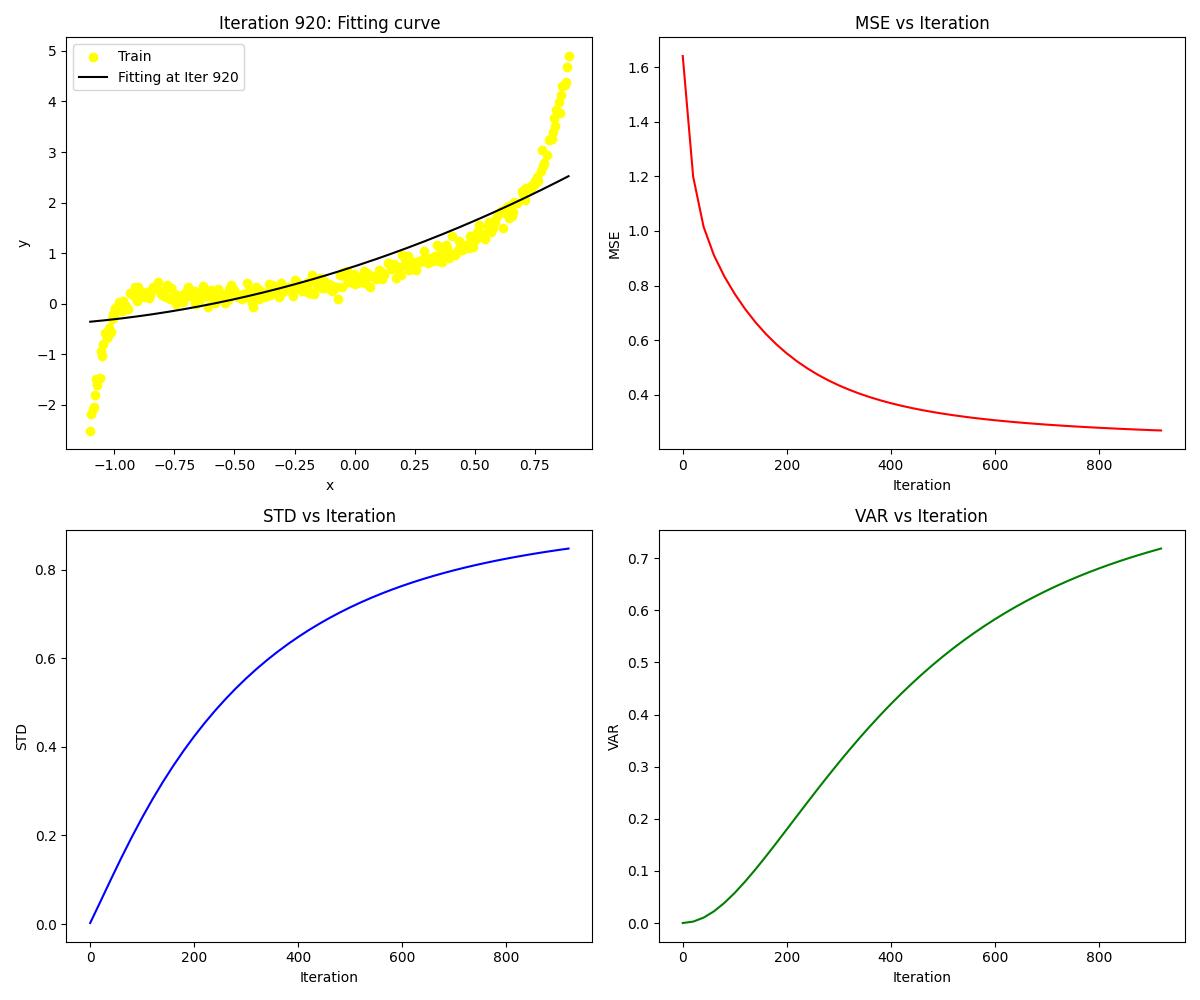 Iteration 920: Fitting curve
Train
Fitting at Iter 920
5
4
3
2
1
0
−1
−2
y
−1.00 −0.75 −0.50 −0.25 0.00 0.25 0.50 0.75
x
MSE vs Iteration
1.6
1.4
1.2
1.0
0.8
0.6
0.4
MSE
0 200 400 600 800
Iteration
STD vs Iteration
0.8
0.6
0.4
0.2
0.0
STD
0 200 400 600 800
Iteration
VAR vs Iteration
0.7
0.6
0.5
0.4
0.3
0.2
0.1
0.0
VAR
0 200 400 600 800
Iteration